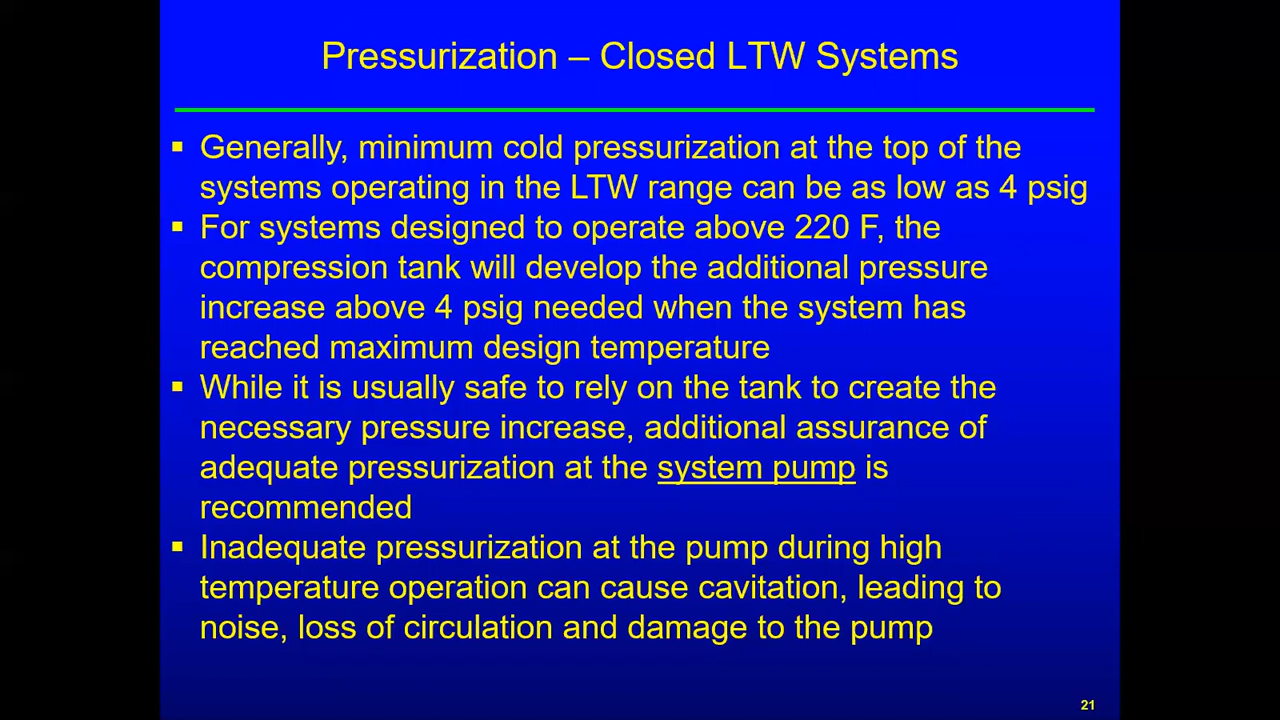 Pressurization – Closed LTW Systems
▪ Generally, minimum cold pressurization at the top of the
systems operating in the LTW range can be as low as 4 psig
▪ For systems designed to operate above 220 F, the
compression tank will develop the additional pressure
increase above 4 psig needed when the system has
reached maximum design temperature
▪ While it is usually safe to rely on the tank to create the
necessary pressure increase, additional assurance of
adequate pressurization at the system pump is
recommended
▪ Inadequate pressurization at the pump during high
temperature operation can cause cavitation, leading to
noise, loss of circulation and damage to the pump
21